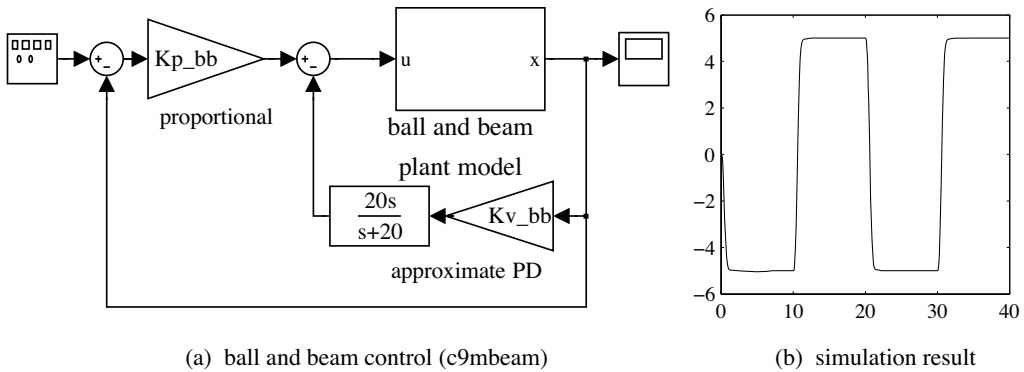 Kp_bb
proportional
+
−
+
−
u
x
ball and beam
plant model
20s
s+20
Kv_bb
approximate PD
(a) ball and beam control (c9mbeam)
6
4
2
0
−2
−4
−6
0
10
20
30
40
(b) simulation result